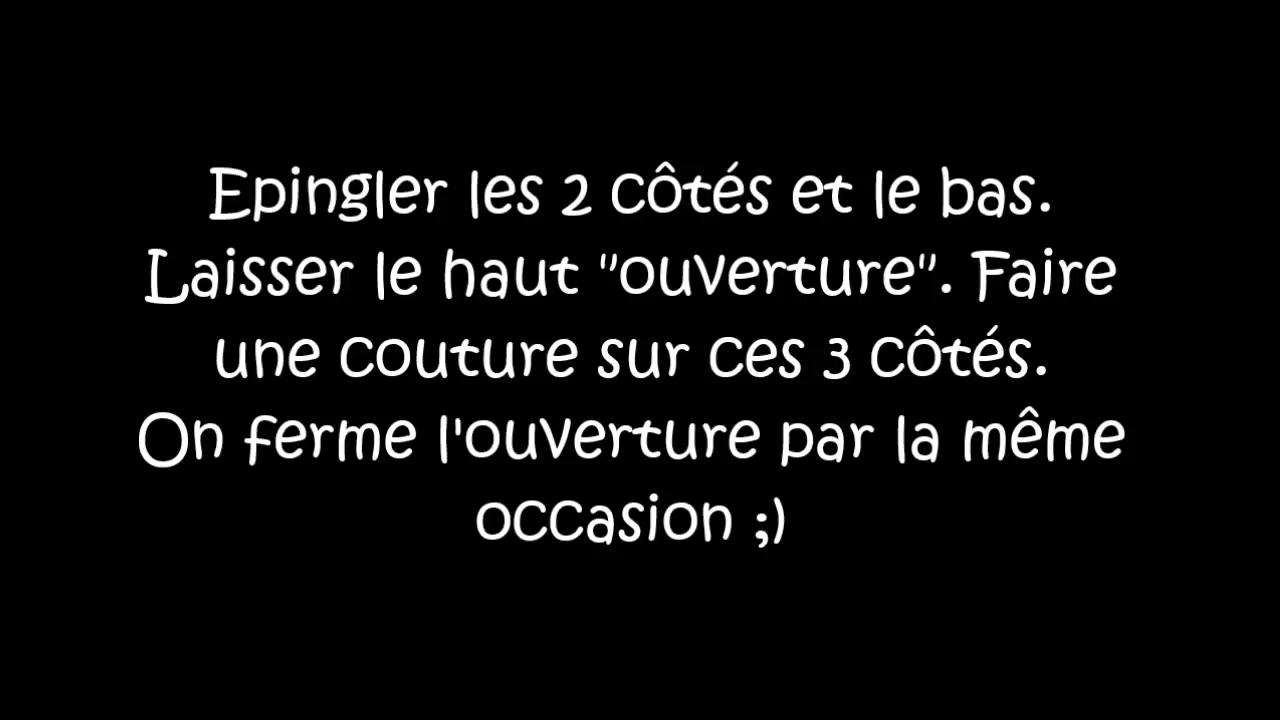 Epingler les 2 côtés et le bas.
Laisser le haut "ouverture". Faire
une couture sur ces 3 côtés.
On ferme l'ouverture par la même
occasion ;)